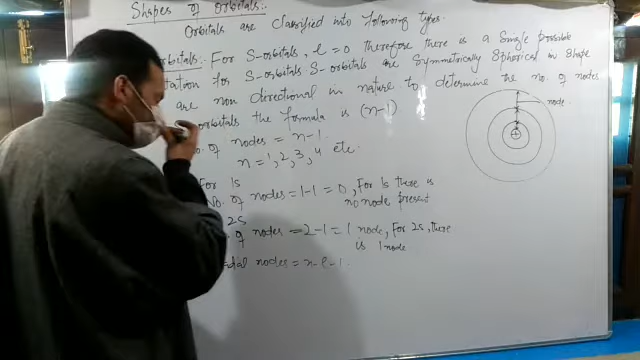 Shapes of Orbitals:-
Orbitals are classified into following types.
orbitals:- For S-orbitals, l=0 therefore there is a single possible
for S-orbitals. S-orbitals are symmetrically spherical in shape
are non directional in nature to determine the no. of nodes
orbitals the formula is (n-1)
node.
of nodes = n-1.
n = 1, 2, 3, 4 etc.
For 1s
No. of nodes = 1-1 = 0, For 1s there is
no node present
2s
of nodes = 2-1 = 1 node, For 2s, there
is 1 node
nodes = n-l-1.